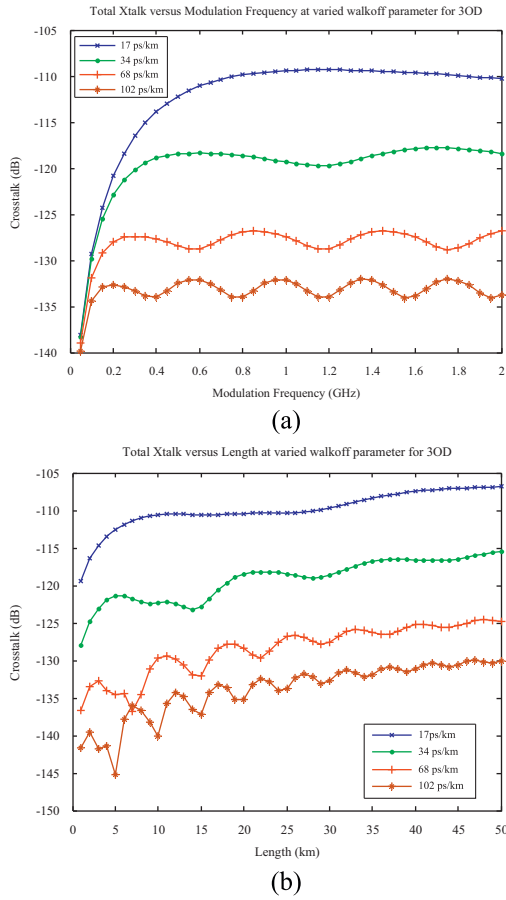 Total Xtalk versus Modulation Frequency at varied walkoff parameter for 3OD
-105
-110
-115
-120
-125
-130
-135
-140
Crosstalk (dB)
17 ps/km
34 ps/km
68 ps/km
102 ps/km
0 0.2 0.4 0.6 0.8 1 1.2 1.4 1.6 1.8 2
Modulation Frequency (GHz)
(a)
Total Xtalk versus Length at varied walkoff parameter for 3OD
-105
-110
-115
-120
-125
-130
-135
-140
-145
-150
Crosstalk (dB)
17ps/km
34 ps/km
68 ps/km
102 ps/km
0 5 10 15 20 25 30 35 40 45 50
Length (km)
(b)